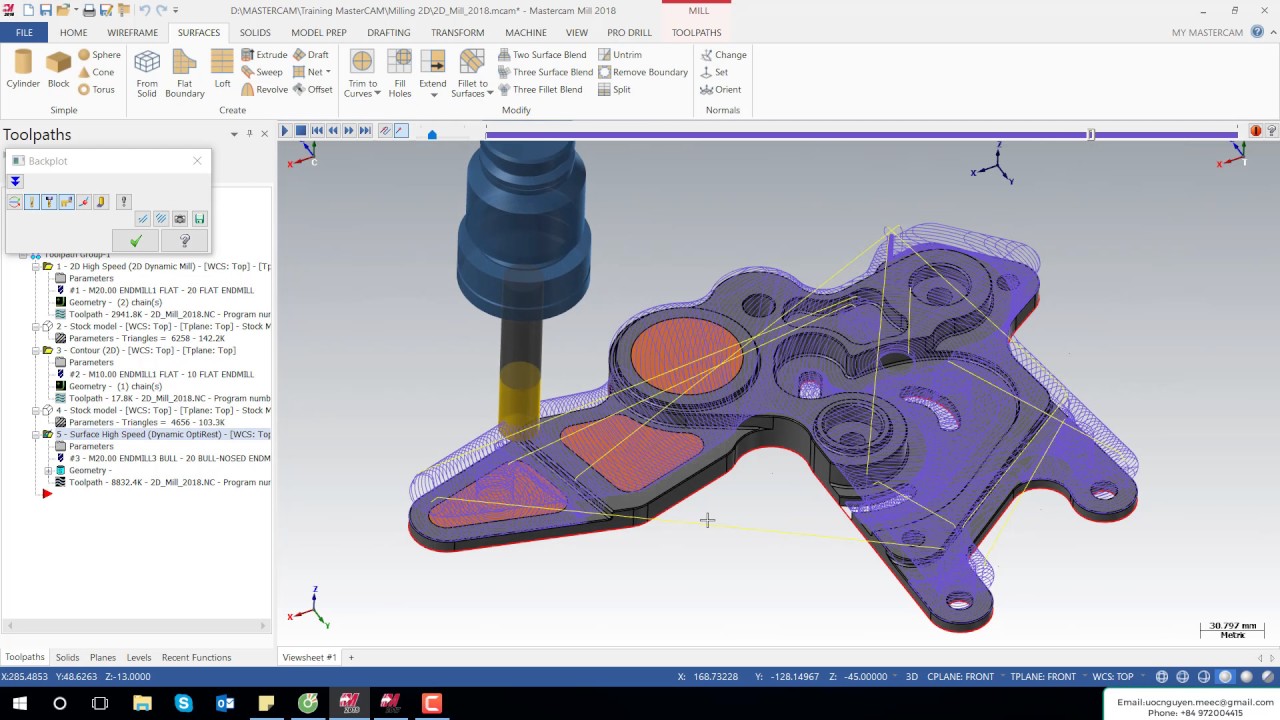 D:\MASTERCAM\Training MasterCAM\Milling 2D\2D_Mill_2018.mcam* - Mastercam Mill 2018
MILL
FILE HOME WIREFRAME SURFACES SOLIDS MODEL PREP DRAFTING TRANSFORM MACHINE VIEW PRO DRILL TOOLPATHS MY MASTERCAM
Cylinder Block Sphere
Cone
Torus
Simple
From Solid Flat Boundary Loft Extrude Draft
Sweep Net
Revolve Offset
Create
Trim to Curves Fill Holes Extend Fillet to Surfaces Two Surface Blend Untrim
Three Surface Blend Remove Boundary
Three Fillet Blend Split
Modify
Change
Set
Orient
Normals
Toolpaths
Backplot
Toolpath Group-1
1 - 2D High Speed (2D Dynamic Mill) - [WCS: Top] - [Tp
Parameters
#1 - M20.00 ENDMILL1 FLAT - 20 FLAT ENDMILL
Geometry - (2) chain(s)
Toolpath - 2941.8K - 2D_Mill_2018.NC - Program num
2 - Stock model - [WCS: Top] - [Tplane: Top] - Stock M
Parameters - Triangles = 6258 - 142.2K
3 - Contour (2D) - [WCS: Top] - [Tplane: Top]
Parameters
#2 - M10.00 ENDMILL1 FLAT - 10 FLAT ENDMILL
Geometry - (1) chain(s)
Toolpath - 17.8K - 2D_Mill_2018.NC - Program numb
4 - Stock model - [WCS: Top] - [Tplane: Top] - Stock M
Parameters - Triangles = 4656 - 103.3K
5 - Surface High Speed (Dynamic OptiRest) - [WCS: Top
Parameters
#3 - M20.00 ENDMILL3 BULL - 20 BULL-NOSED ENDM
Geometry -
Toolpath - 8832.4K - 2D_Mill_2018.NC - Program num
X C
Z X Y
X T
Z X Y
30.797 mm
Metric
Toolpaths Solids Planes Levels Recent Functions
Viewsheet #1 +
X:285.4853 Y:48.6263 Z:-13.0000 X: 168.73228 Y: -128.14967 Z: -45.00000 3D CPLANE: FRONT TPLANE: FRONT WCS: TOP
Email:uocnguyen.meec@gmail.com
Phone: +84 972004415